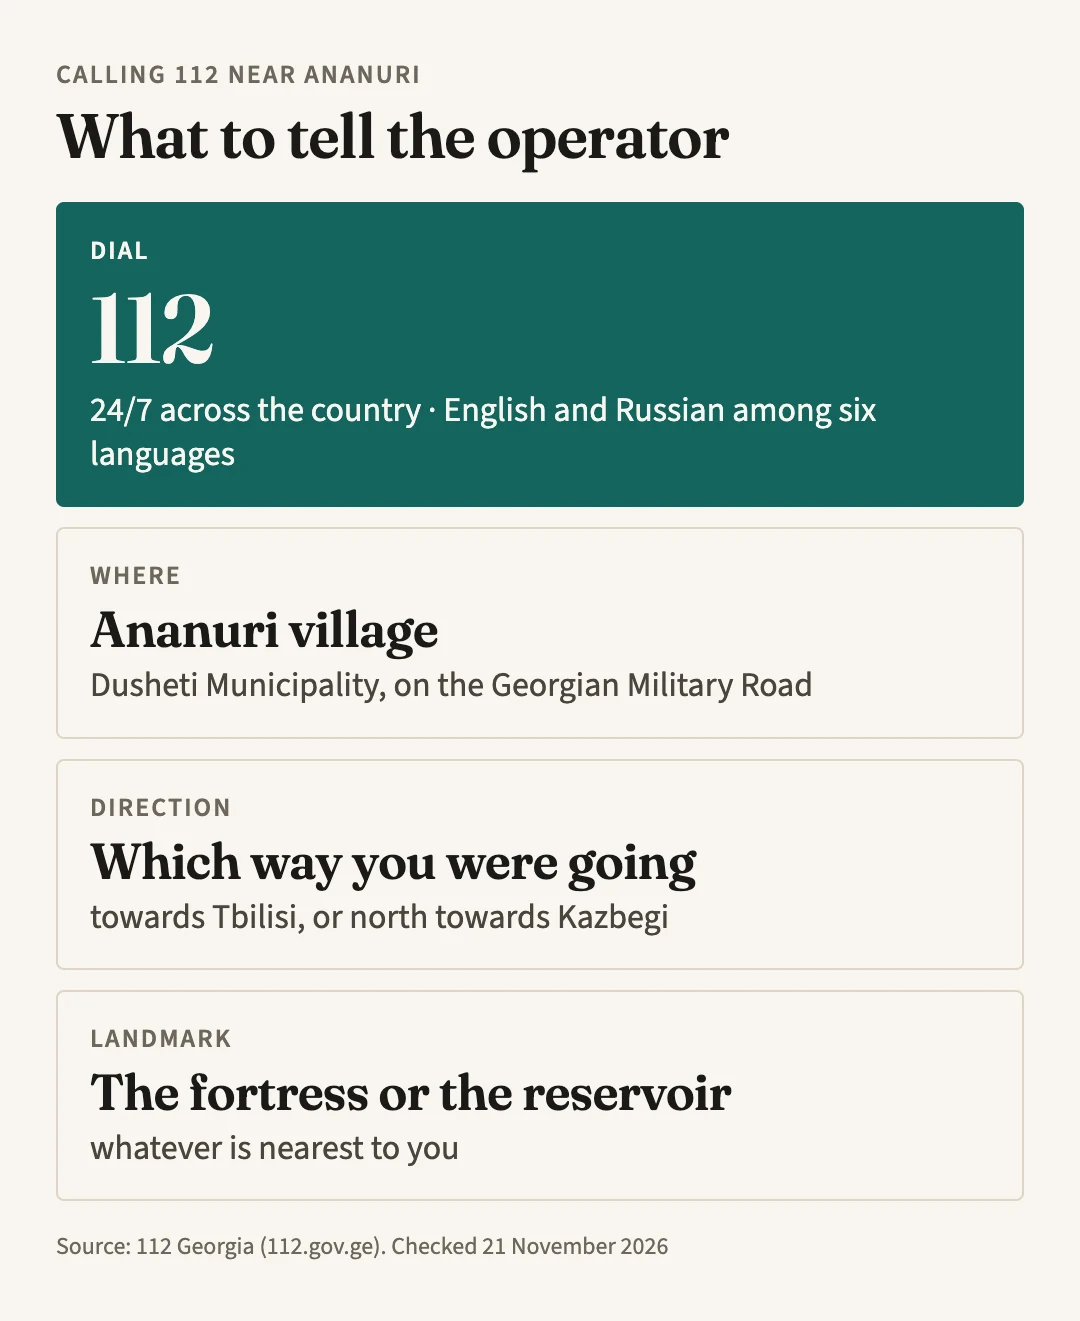 CALLING 112 NEAR ANANURI
What to tell the operator
DIAL
112
24/7 across the country · English and Russian among six
languages
WHERE
Ananuri village
Dusheti Municipality, on the Georgian Military Road
DIRECTION
Which way you were going
towards Tbilisi, or north towards Kazbegi
LANDMARK
The fortress or the reservoir
whatever is nearest to you
Source: 112 Georgia (112.gov.ge). Checked 21 November 2026